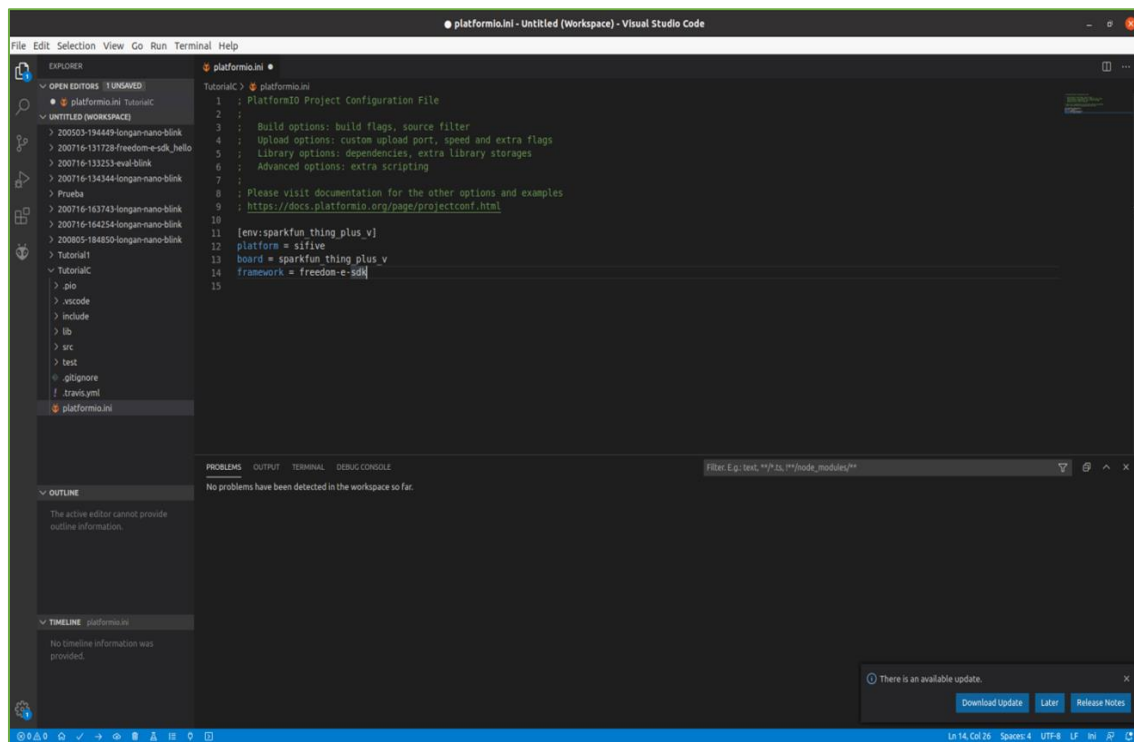 platformio.ini - Untitled (Workspace) - Visual Studio Code
File Edit Selection View Go Run Terminal Help
EXPLORER
OPEN EDITORS 1 UNSAVED
platformio.ini TutorialC
UNTITLED (WORKSPACE)
200503-194449-longan-nano-blink
200716-131728-freedom-e-sdk_hello
200716-133253-eval-blink
200716-134344-longan-nano-blink
Prueba
200716-163743-longan-nano-blink
200716-164254-longan-nano-blink
200805-184850-longan-nano-blink
Tutorial1
TutorialC
.pio
.vscode
include
lib
src
test
.gitignore
.travis.yml
platformio.ini
OUTLINE
The active editor cannot provide
outline information.
TIMELINE platformio.ini
No timeline information was
provided.
platformio.ini
TutorialC > platformio.ini
1 ; PlatformIO Project Configuration File
2 ;
3 ;   Build options: build flags, source filter
4 ;   Upload options: custom upload port, speed and extra flags
5 ;   Library options: dependencies, extra library storages
6 ;   Advanced options: extra scripting
7 ;
8 ; Please visit documentation for the other options and examples
9 ; https://docs.platformio.org/page/projectconf.html
10
11 [env:sparkfun_thing_plus_v]
12 platform = sifive
13 board = sparkfun_thing_plus_v
14 framework = freedom-e-sdk
15
PROBLEMS OUTPUT TERMINAL DEBUG CONSOLE
Filter. E.g.: text, **/*.ts, !**/node_modules/**
No problems have been detected in the workspace so far.
There is an available update.
Download Update Later Release Notes
0 0
Ln 14, Col 26 Spaces: 4 UTF-8 LF Ini